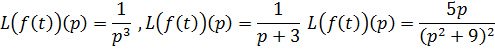 L(f(t))(p) = 1/p³ , L(f(t))(p) = 1/(p + 3) L(f(t))(p) = 5p/(p² + 9)²